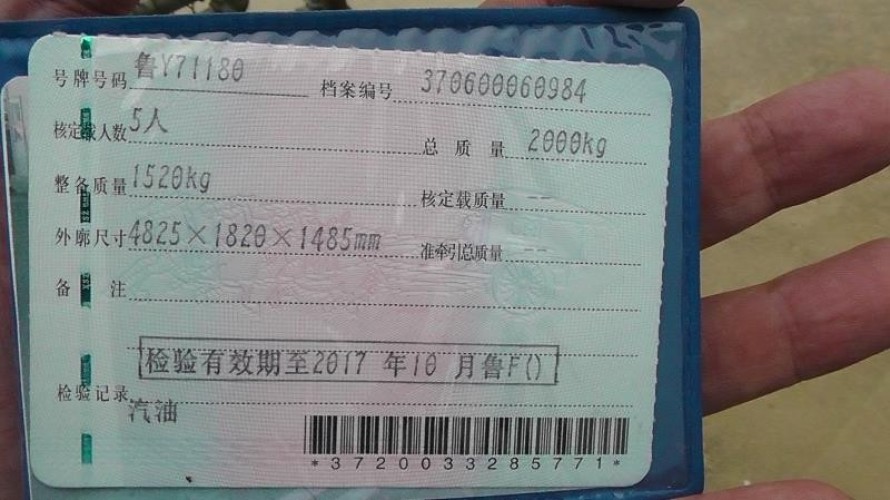 号牌号码 鲁Y71180 档案编号 370600060984
核定载人数 5人 总质量 2000kg
整备质量 1520kg 核定载质量 --
外廓尺寸 4825×1820×1485mm 准牵引总质量 --
备注
检验有效期至2017年10月鲁F()
检验记录
汽油
*3720033285771*